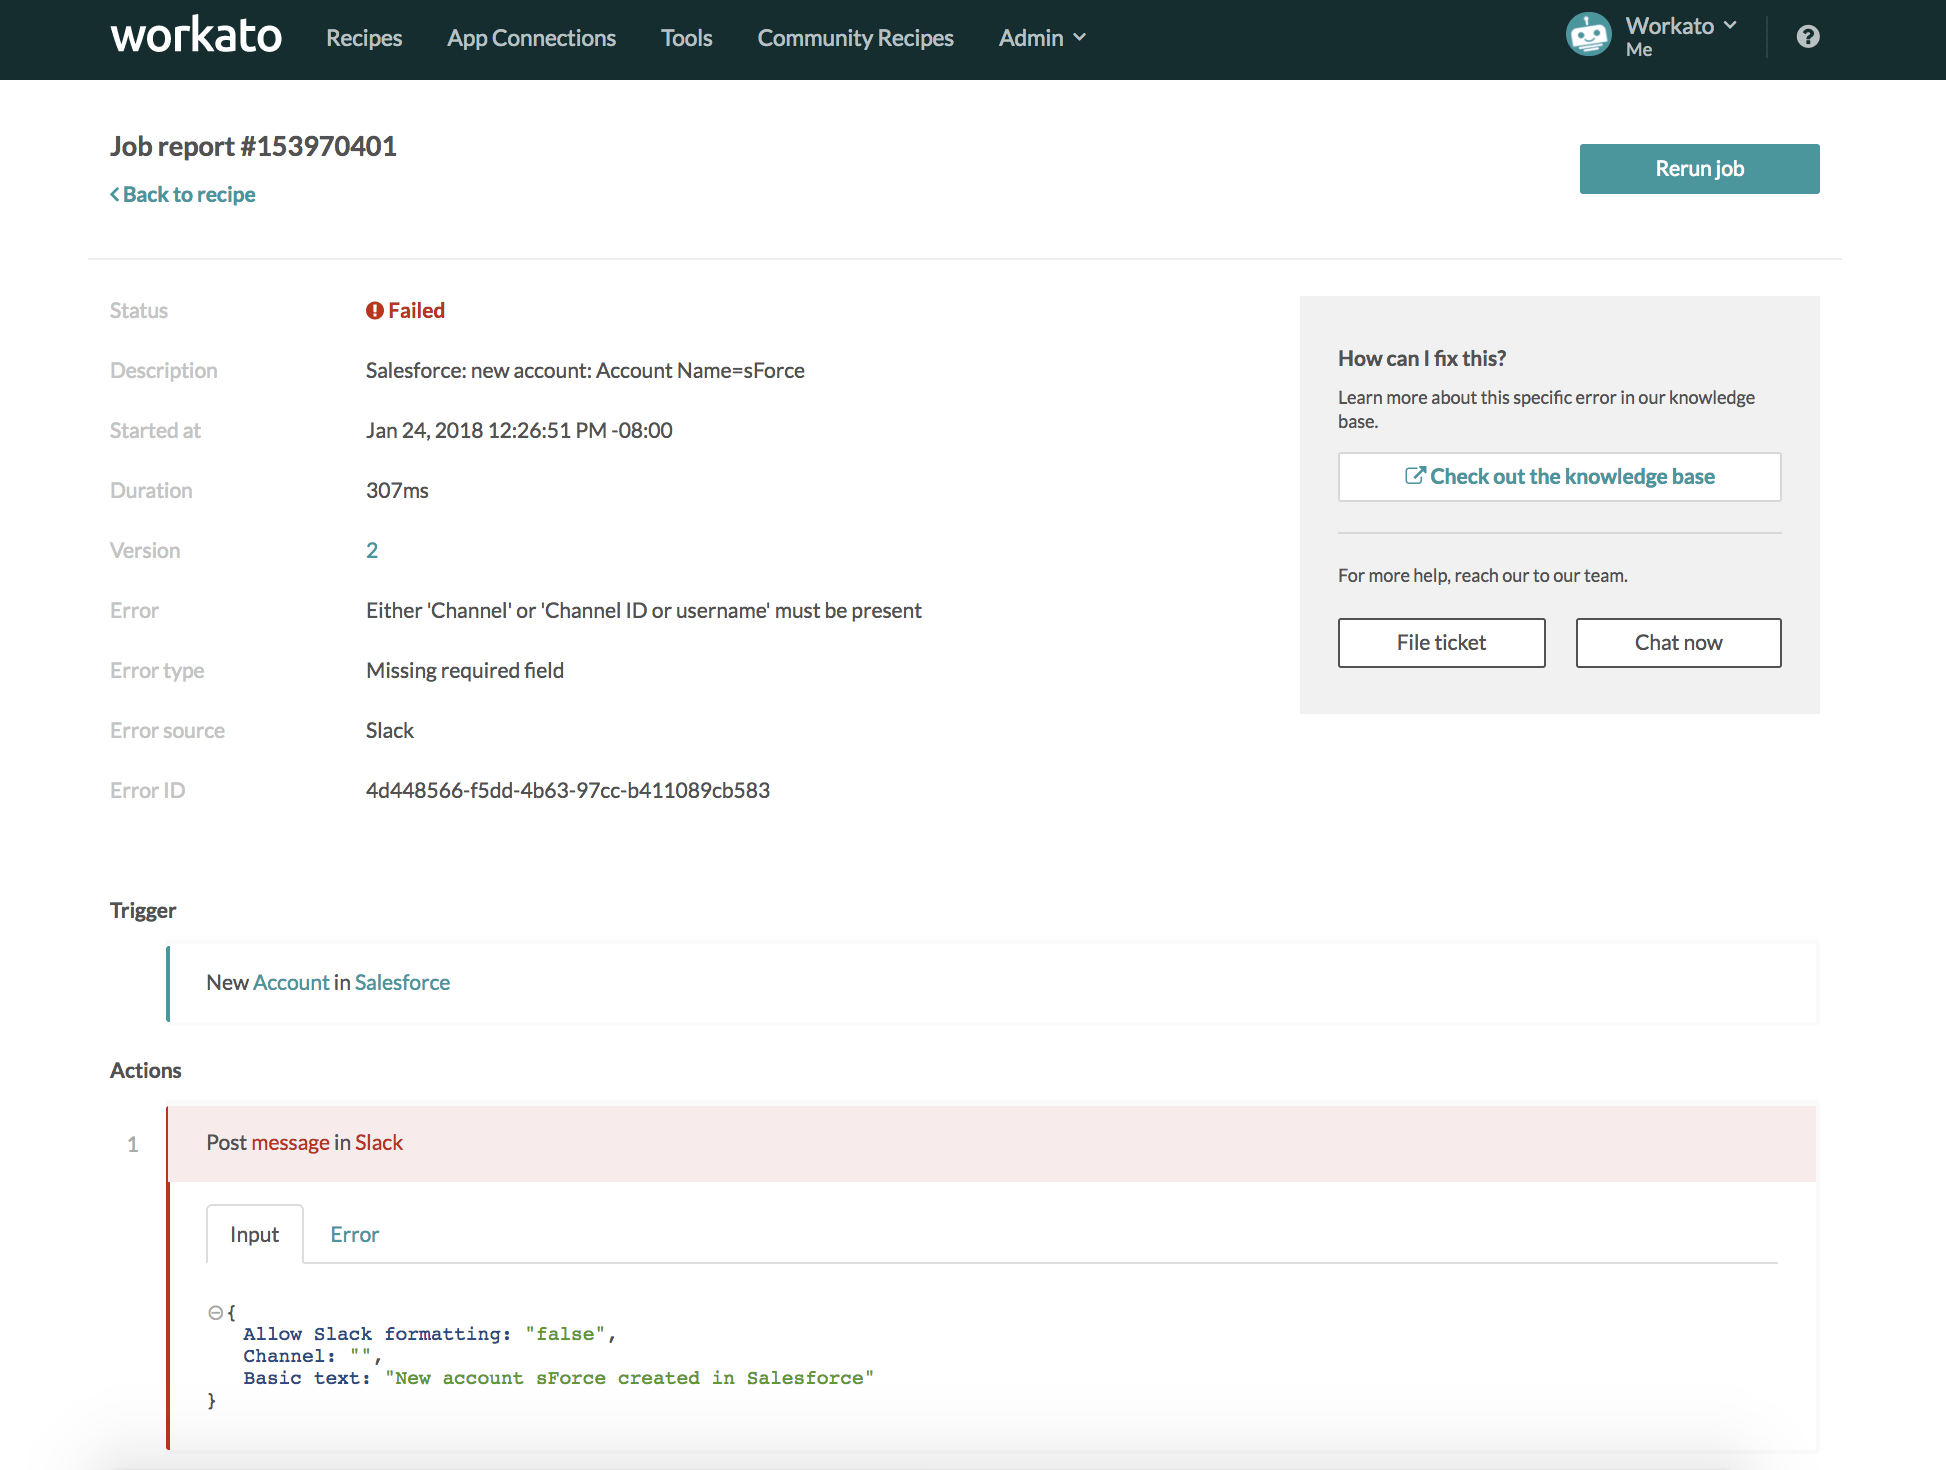 workato Recipes App Connections Tools Community Recipes Admin Workato
Me
?
Job report #153970401
Back to recipe
Rerun job
Status Failed
Description Salesforce: new account: Account Name=sForce
Started at Jan 24, 2018 12:26:51 PM -08:00
Duration 307ms
Version 2
Error Either 'Channel' or 'Channel ID or username' must be present
Error type Missing required field
Error source Slack
Error ID 4d448566-f5dd-4b63-97cc-b411089cb583
How can I fix this?
Learn more about this specific error in our knowledge
base.
Check out the knowledge base
For more help, reach our to our team.
File ticket Chat now
Trigger
New Account in Salesforce
Actions
1 Post message in Slack
Input Error
{
Allow Slack formatting: "false",
Channel: "",
Basic text: "New account sForce created in Salesforce"
}